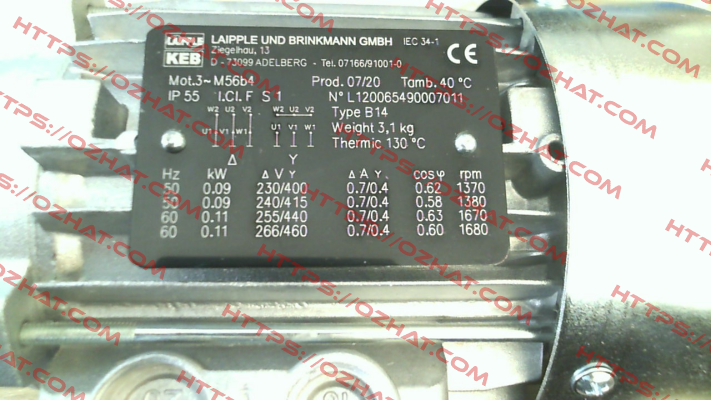 LAIPPLE
KEB
LAIPPLE UND BRINKMANN GMBH IEC 34-1
Ziegelhau, 13
D - 73099 ADELBERG - Tel. 07166/91001-0
CE
Mot.3~ M56b4 Prod. 07/20 Tamb. 40 °C
IP 55 I.Cl. F S 1 N° L120065490007011
W2 U2 V2 W2 U2 V2 Type B14
U1 V1 W1 U1 V1 W1 Weight 3,1 kg
Δ Y Thermic 130 °C
Hz kW Δ V Y Δ A Y cosφ rpm
50 0.09 230/400 0.7/0.4 0.62 1370
50 0.09 240/415 0.7/0.4 0.58 1380
60 0.11 255/440 0.7/0.4 0.63 1670
60 0.11 266/460 0.7/0.4 0.60 1680
HTTPS://OZHAT.COM